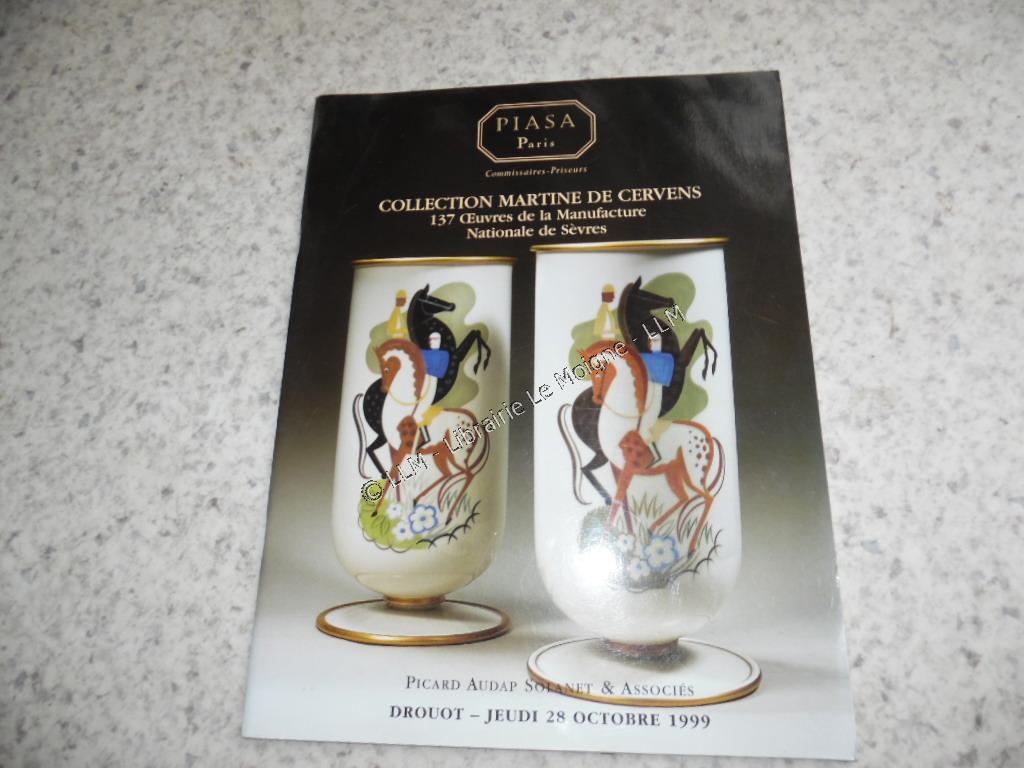 PIASA
Paris
Commissaires-Priseurs
COLLECTION MARTINE DE CERVENS
137 Œuvres de la Manufacture
Nationale de Sèvres
© LLM - Librairie Le Moigne - LLM
PICARD AUDAP SOLANET & ASSOCIÉS
DROUOT – JEUDI 28 OCTOBRE 1999